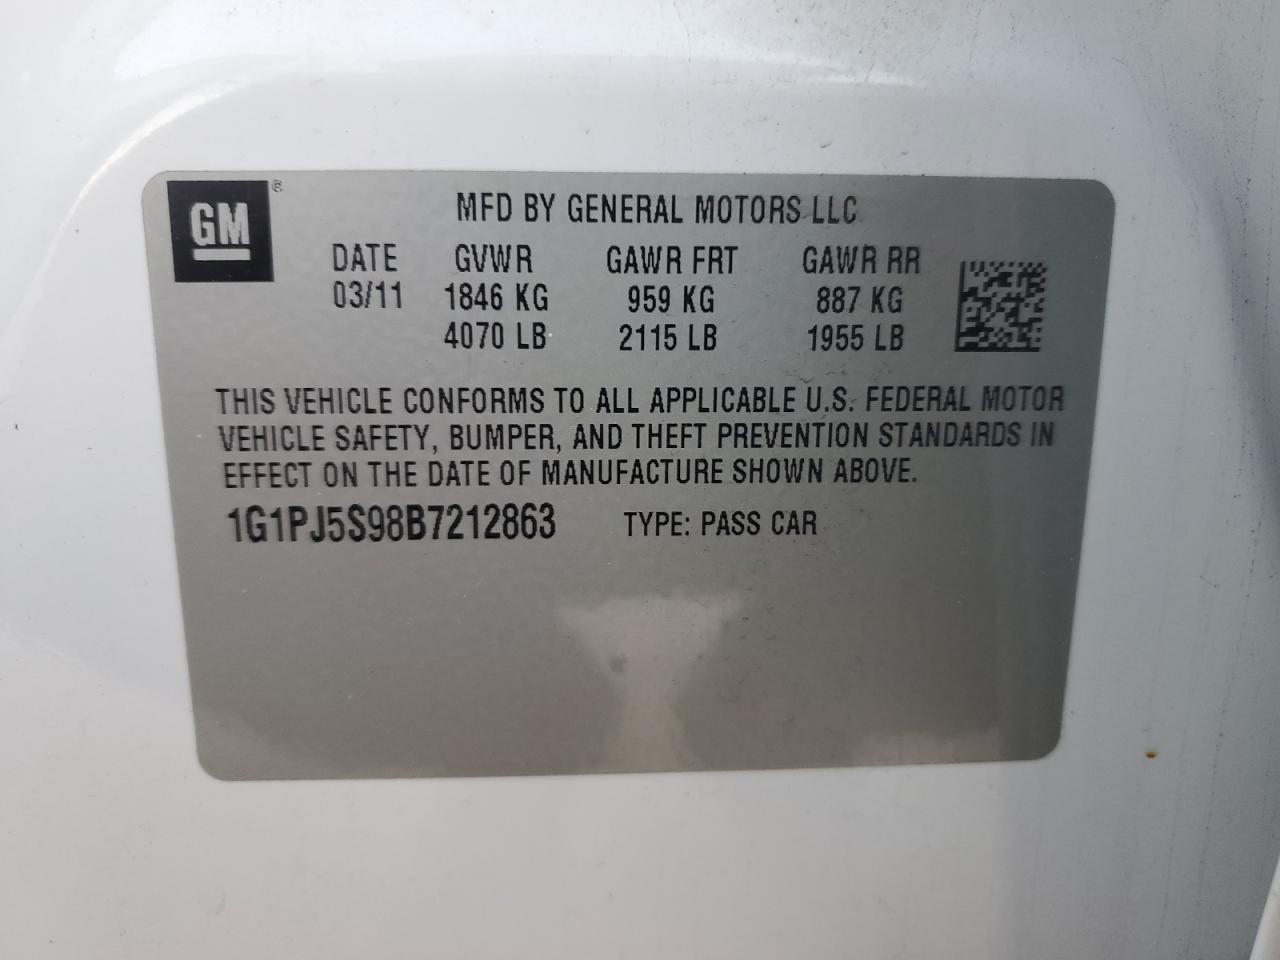 GM®
MFD BY GENERAL MOTORS LLC
DATE GVWR GAWR FRT GAWR RR
03/11 1846 KG 959 KG 887 KG
4070 LB 2115 LB 1955 LB
THIS VEHICLE CONFORMS TO ALL APPLICABLE U.S. FEDERAL MOTOR
VEHICLE SAFETY, BUMPER, AND THEFT PREVENTION STANDARDS IN
EFFECT ON THE DATE OF MANUFACTURE SHOWN ABOVE.
1G1PJ5S98B7212863 TYPE: PASS CAR